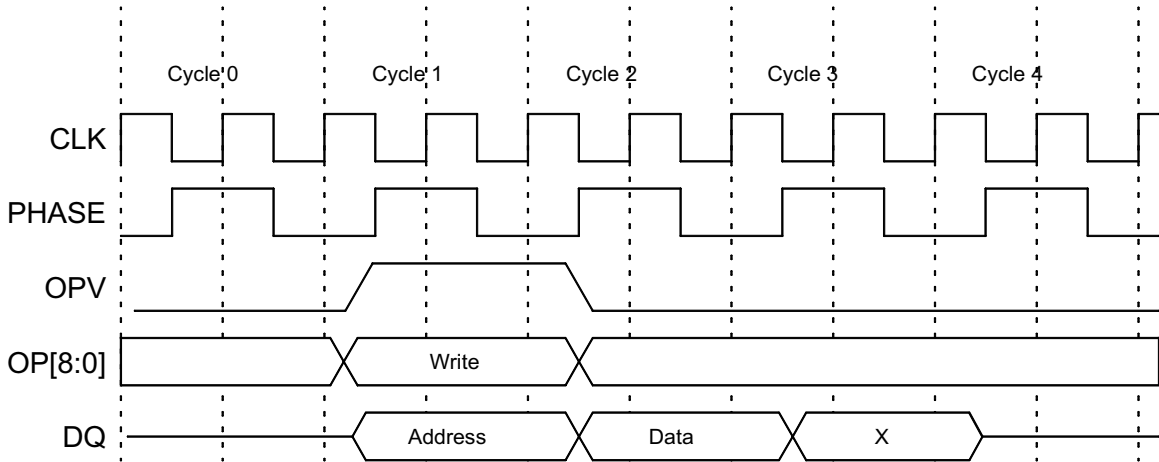 Cycle 0 Cycle 1 Cycle 2 Cycle 3 Cycle 4
CLK
PHASE
OPV
OP[8:0] Write
DQ Address Data X